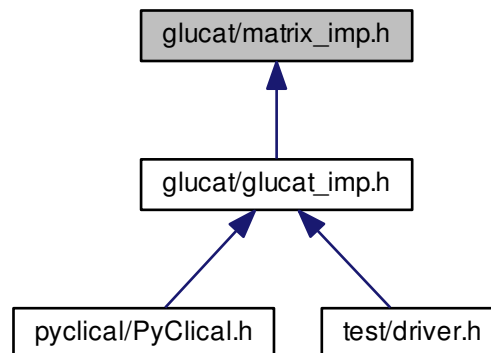 glucat/matrix_imp.h
glucat/glucat_imp.h
pyclical/PyClical.h
test/driver.h